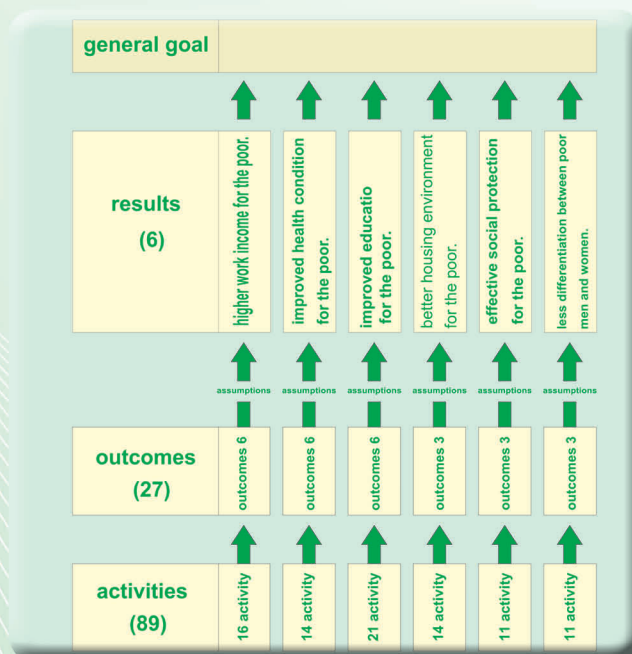 general goal
results
(6)
higher work income for the poor.
improved health condition
for the poor.
improved educatio
for the poor.
better housing environment
for the poor.
effective social protection
for the poor.
less differentiation between poor
men and women.
assumptions
assumptions
assumptions
assumptions
assumptions
assumptions
outcomes
(27)
outcomes 6
outcomes 6
outcomes 6
outcomes 3
outcomes 3
outcomes 3
activities
(89)
16 activity
14 activity
21 activity
14 activity
11 activity
11 activity